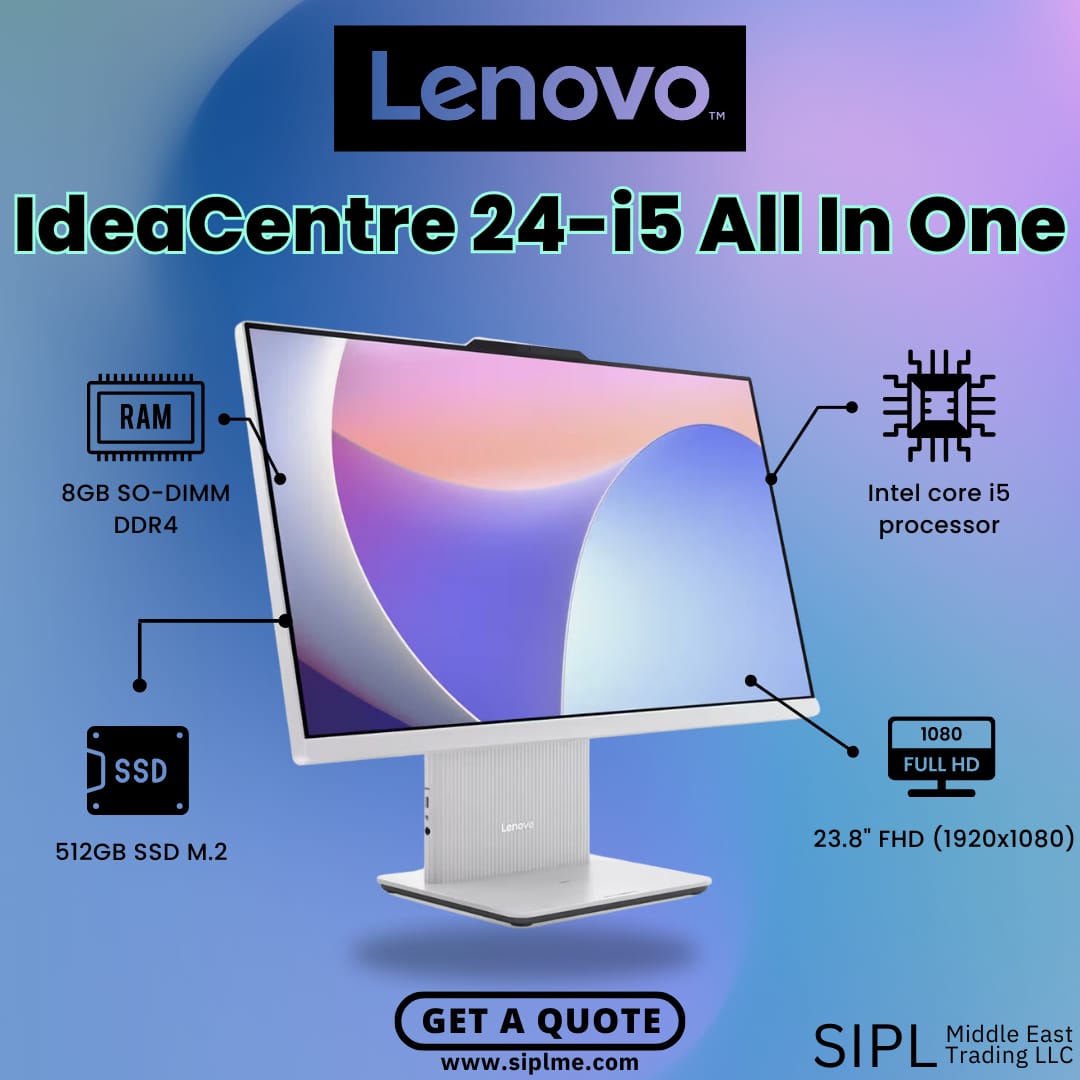 Lenovo™
IdeaCentre 24-i5 All In One
RAM
8GB SO-DIMM
DDR4
Intel core i5
processor
SSD
512GB SSD M.2
1080
FULL HD
23.8" FHD (1920x1080)
Lenovo
GET A QUOTE
www.siplme.com
SIPL Middle East
Trading LLC